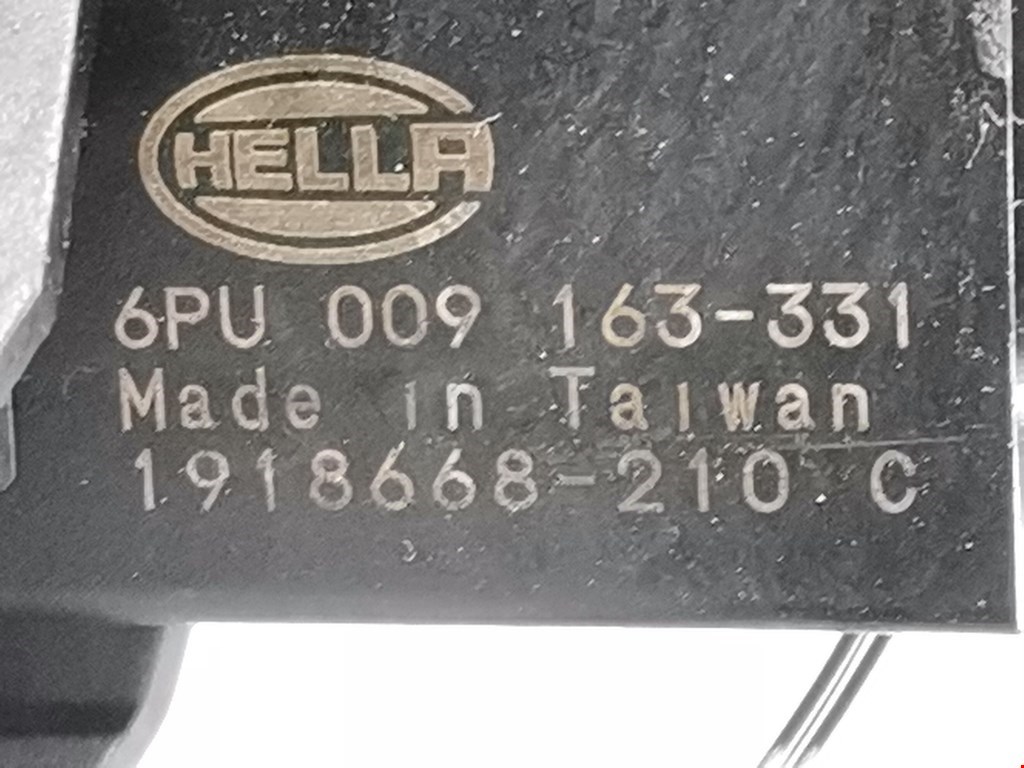 HELLA
6PU 009 163-331
Made in Taiwan
1918668-210 C